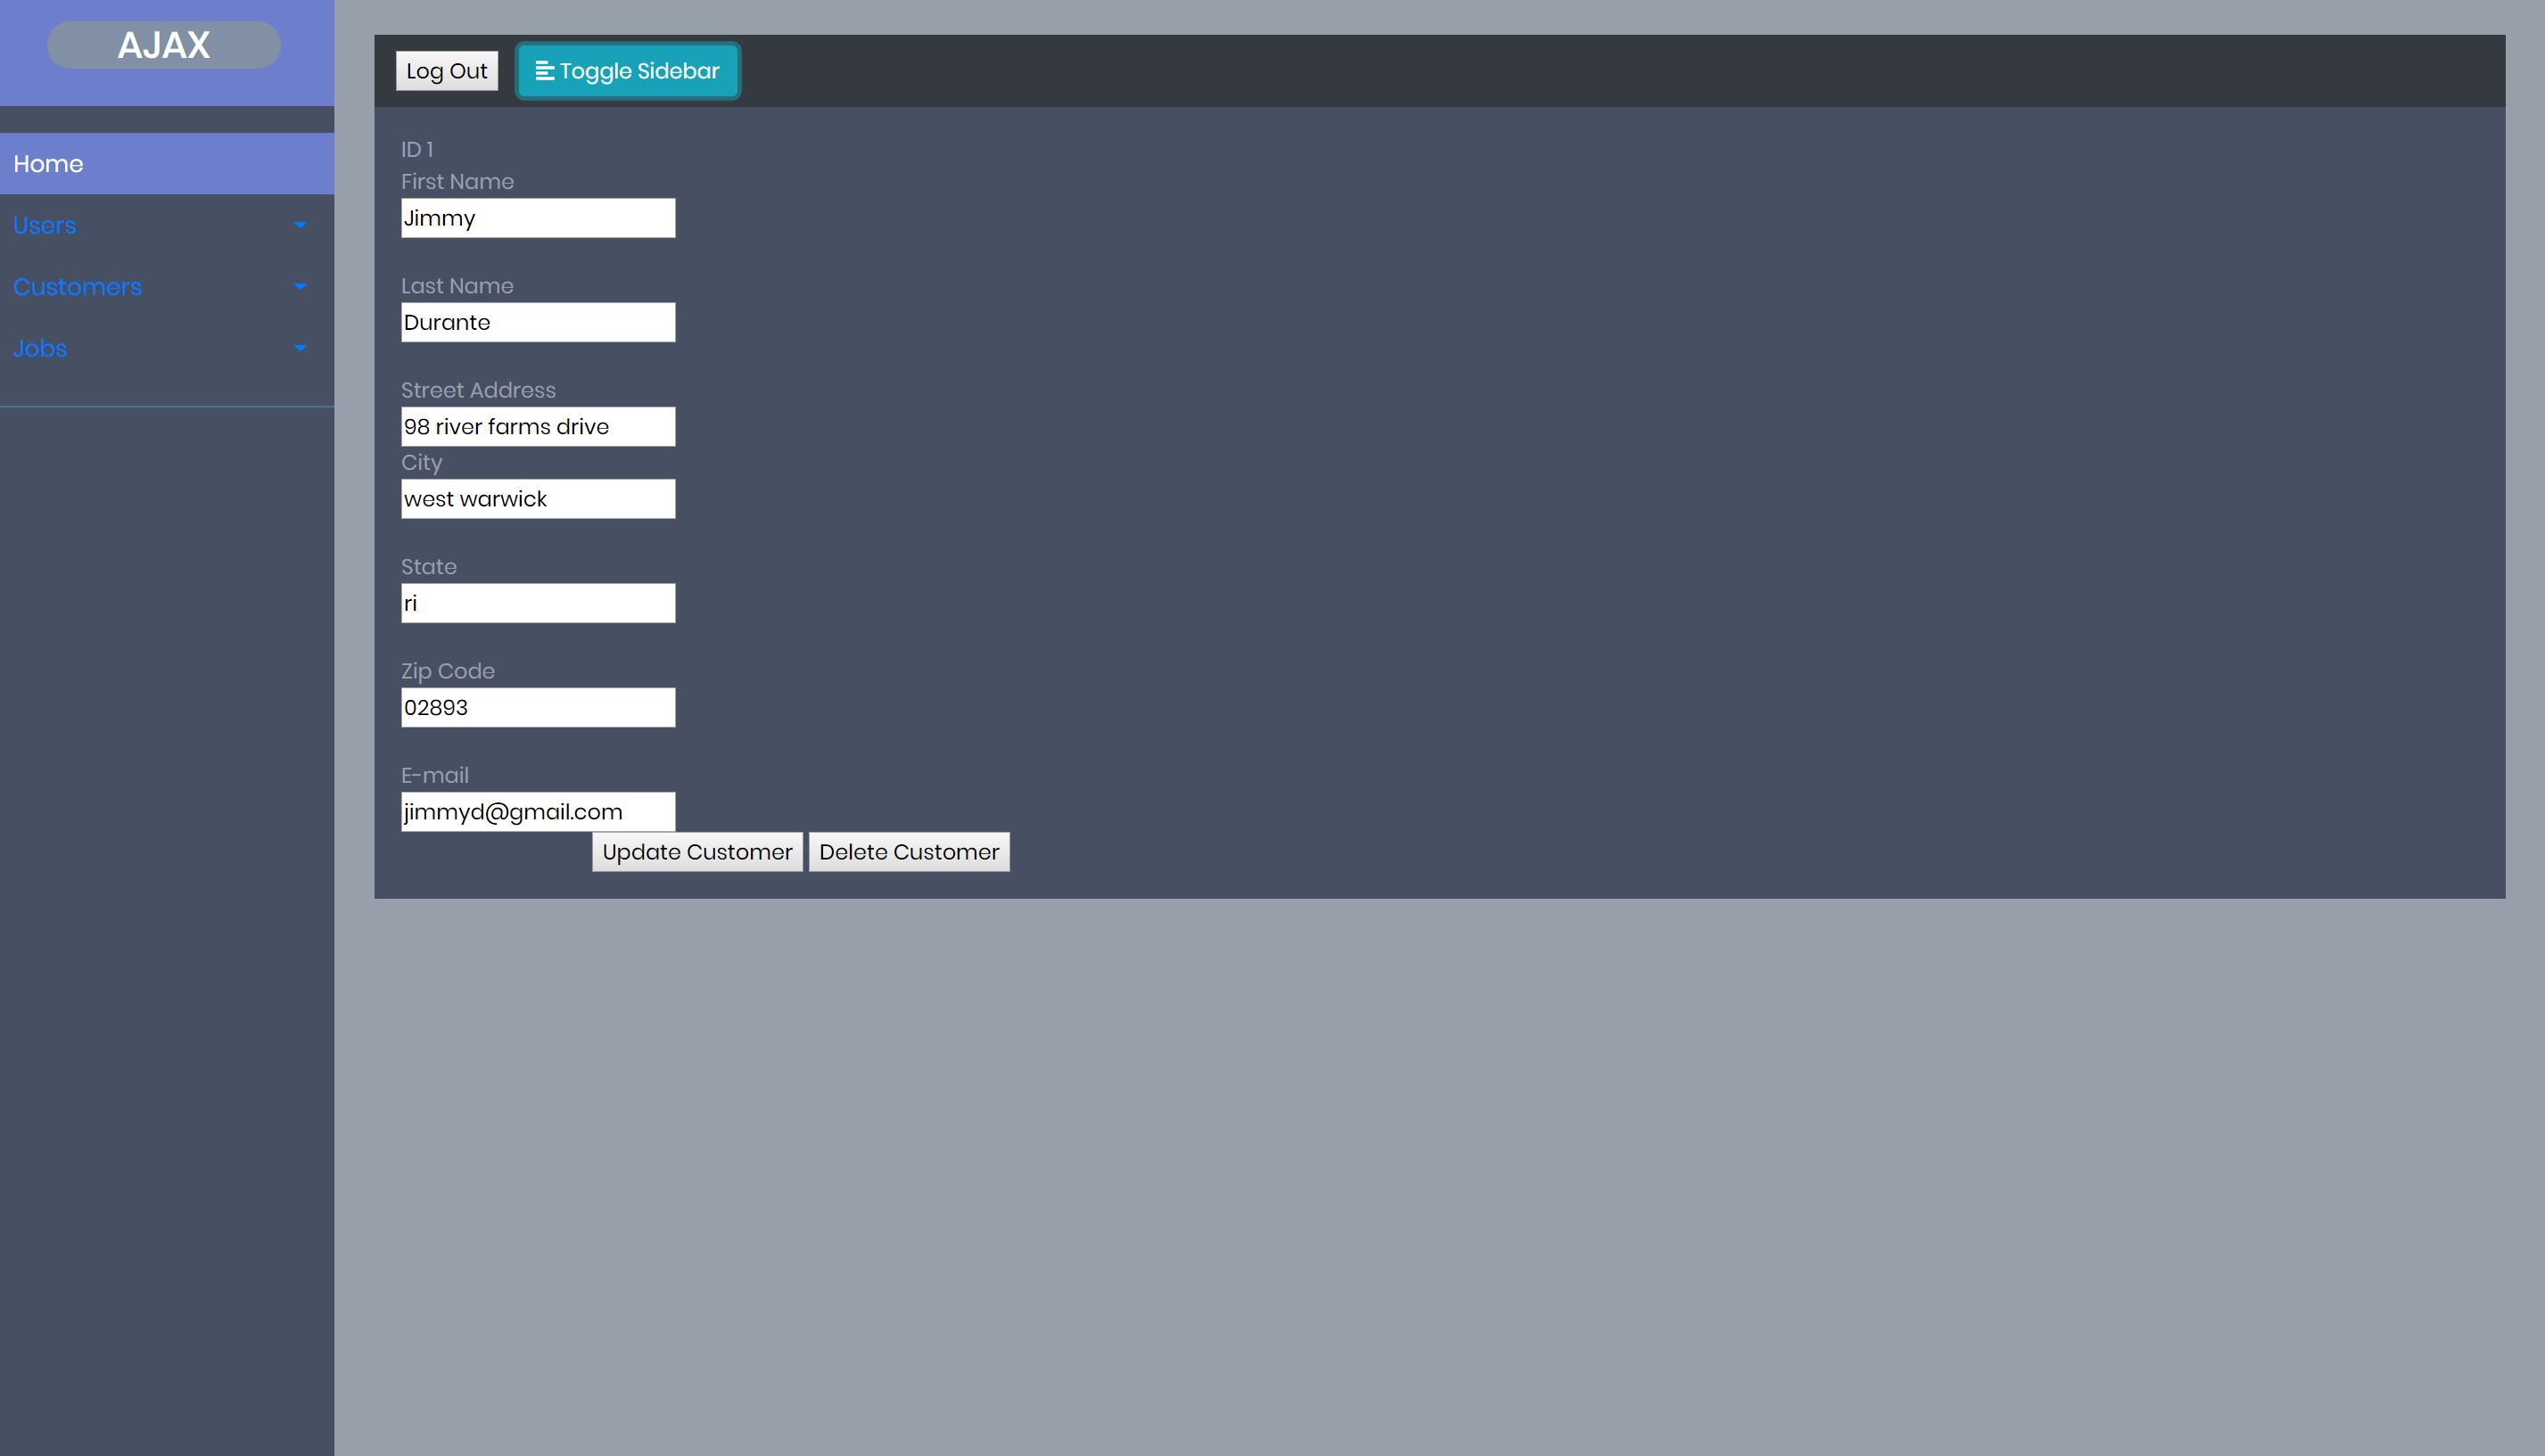 AJAX
Home
Users
Customers
Jobs
Log Out
Toggle Sidebar
ID 1
First Name
Jimmy
Last Name
Durante
Street Address
98 river farms drive
City
west warwick
State
ri
Zip Code
02893
E-mail
jimmyd@gmail.com
Update Customer
Delete Customer